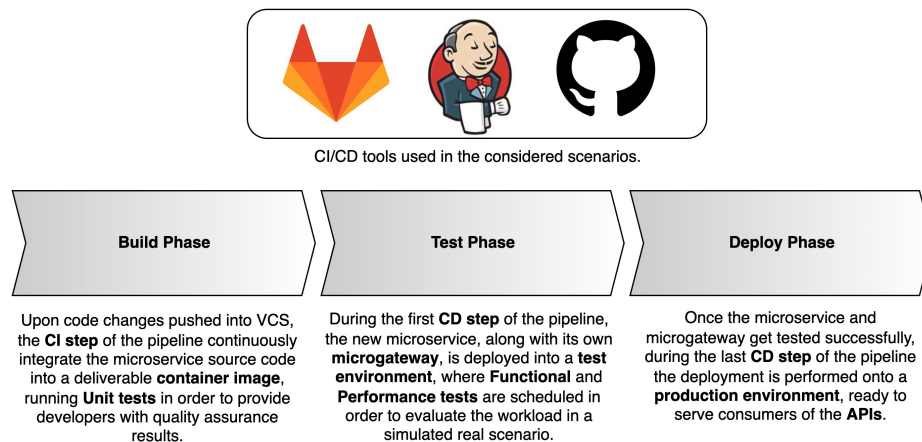 CI/CD tools used in the considered scenarios.
Build Phase
Test Phase
Deploy Phase
Upon code changes pushed into VCS,
the CI step of the pipeline continuously
integrate the microservice source code
into a deliverable container image,
running Unit tests in order to provide
developers with quality assurance
results.
During the first CD step of the pipeline,
the new microservice, along with its own
microgateway, is deployed into a test
environment, where Functional and
Performance tests are scheduled in
order to evaluate the workload in a
simulated real scenario.
Once the microservice and
microgateway get tested successfully,
during the last CD step of the pipeline
the deployment is performed onto a
production environment, ready to
serve consumers of the APIs.